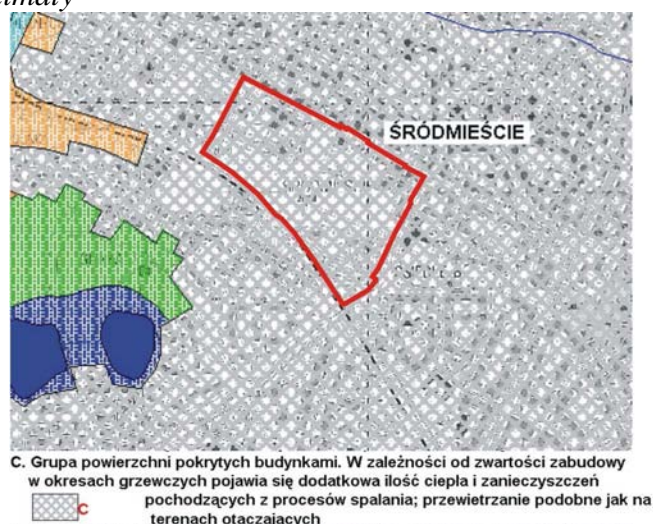 ŚRÓDMIEŚCIE
C. Grupa powierzchni pokrytych budynkami. W zależności od zwartości zabudowy
w okresach grzewczych pojawia się dodatkowa ilość ciepła i zanieczyszczeń
C pochodzących z procesów spalania; przewietrzanie podobne jak na
terenach otaczających